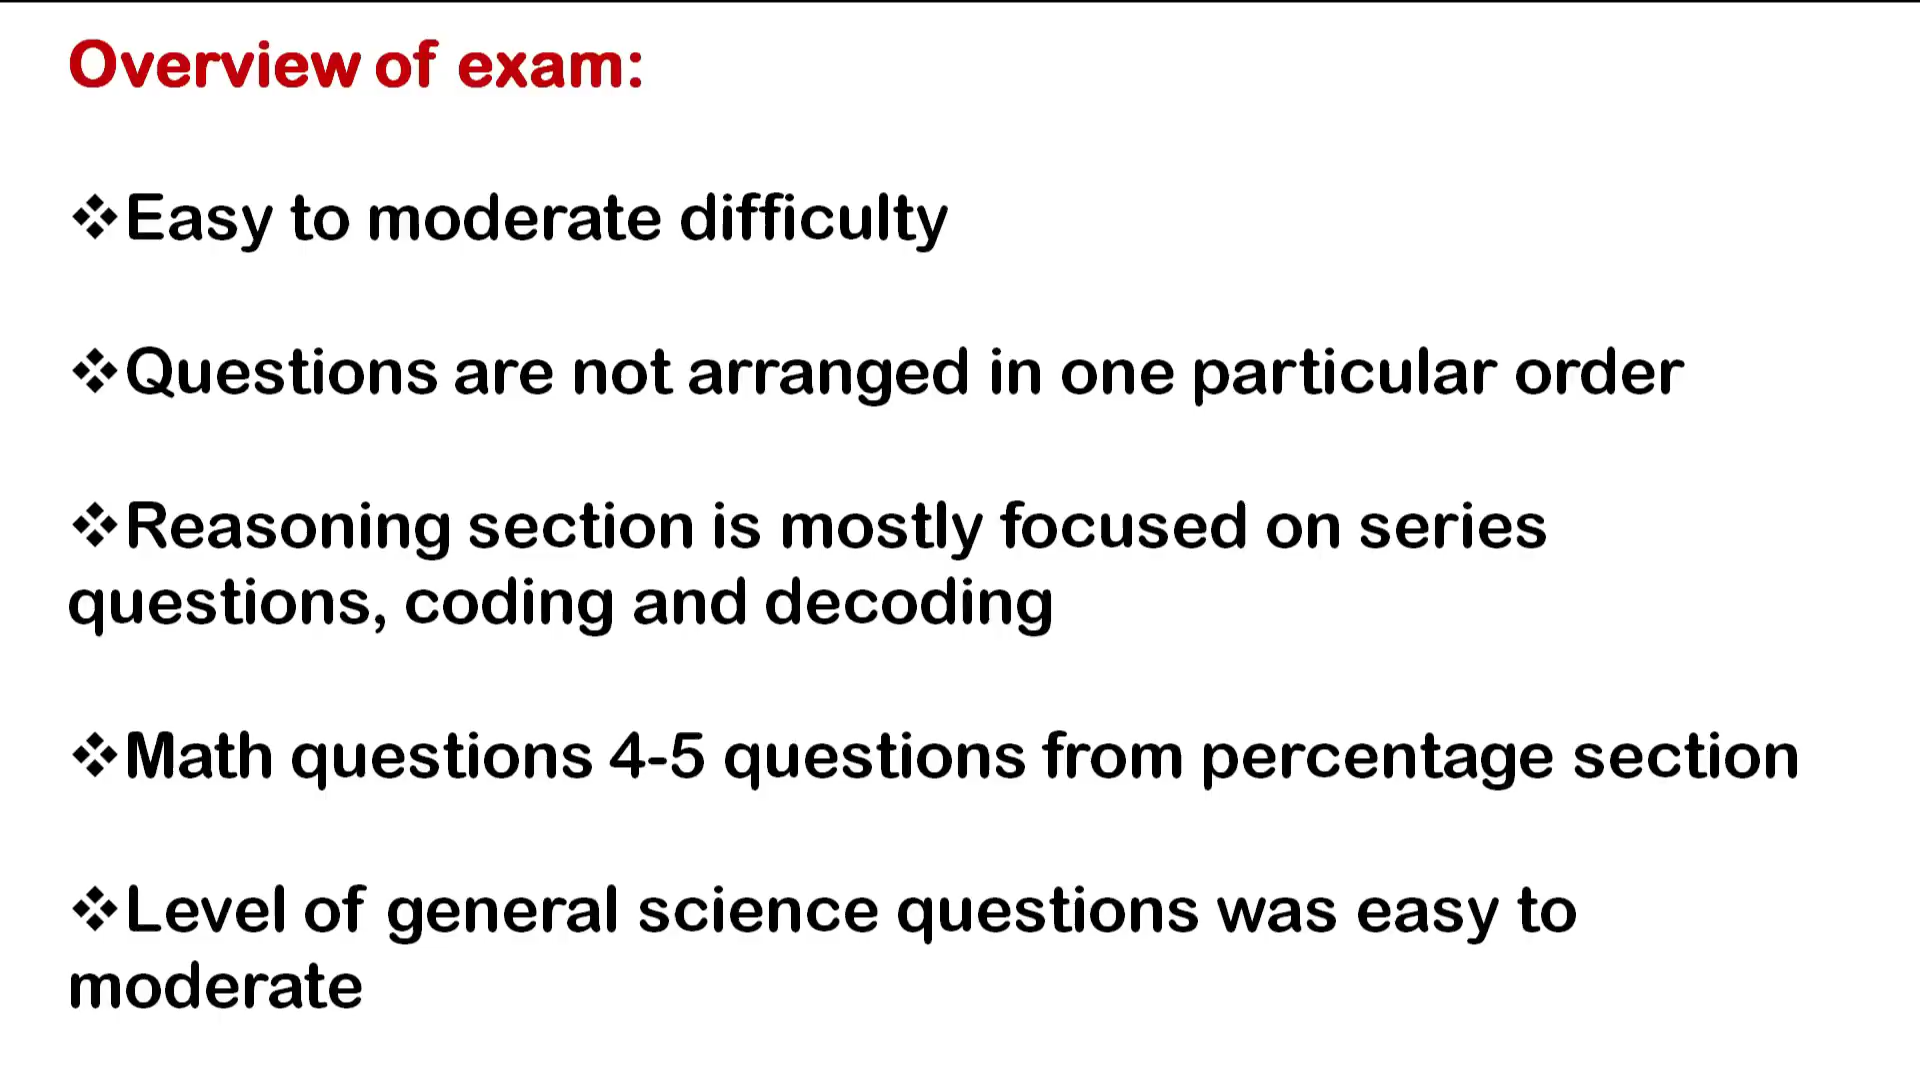 Overview of exam:
❖Easy to moderate difficulty
❖Questions are not arranged in one particular order
❖Reasoning section is mostly focused on series
questions, coding and decoding
❖Math questions 4-5 questions from percentage section
❖Level of general science questions was easy to
moderate